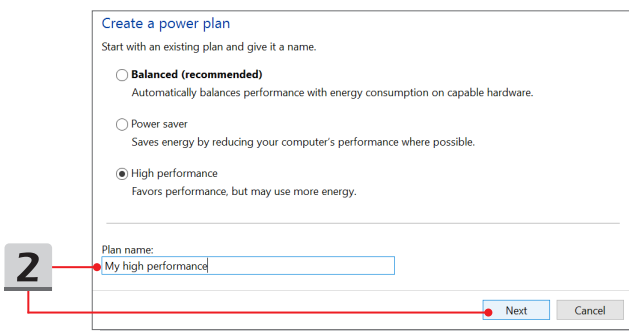 Create a power plan
Start with an existing plan and give it a name.
Balanced (recommended)
Automatically balances performance with energy consumption on capable hardware.
Power saver
Saves energy by reducing your computer's performance where possible.
High performance
Favors performance, but may use more energy.
Plan name:
My high performance
2
Next Cancel